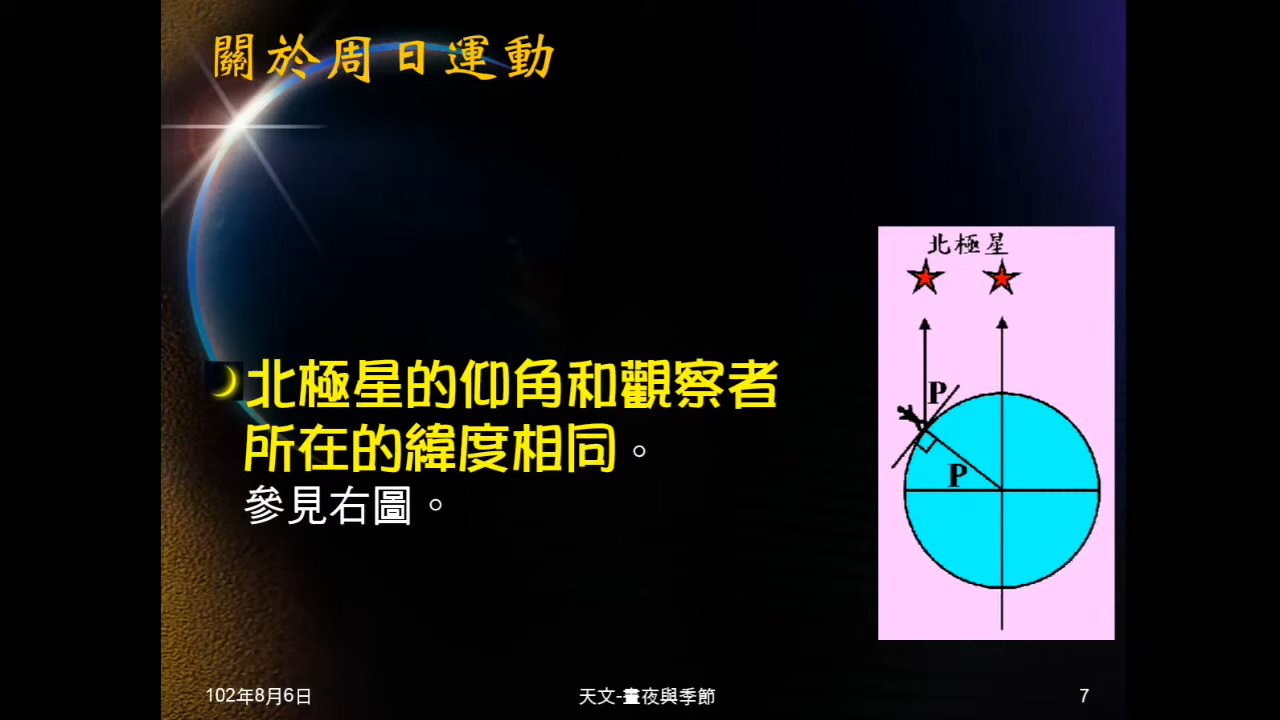 關於周日運動
北極星的仰角和觀察者
所在的緯度相同。
參見右圖。
北極星
P
P
102年8月6日
天文-晝夜與季節
7